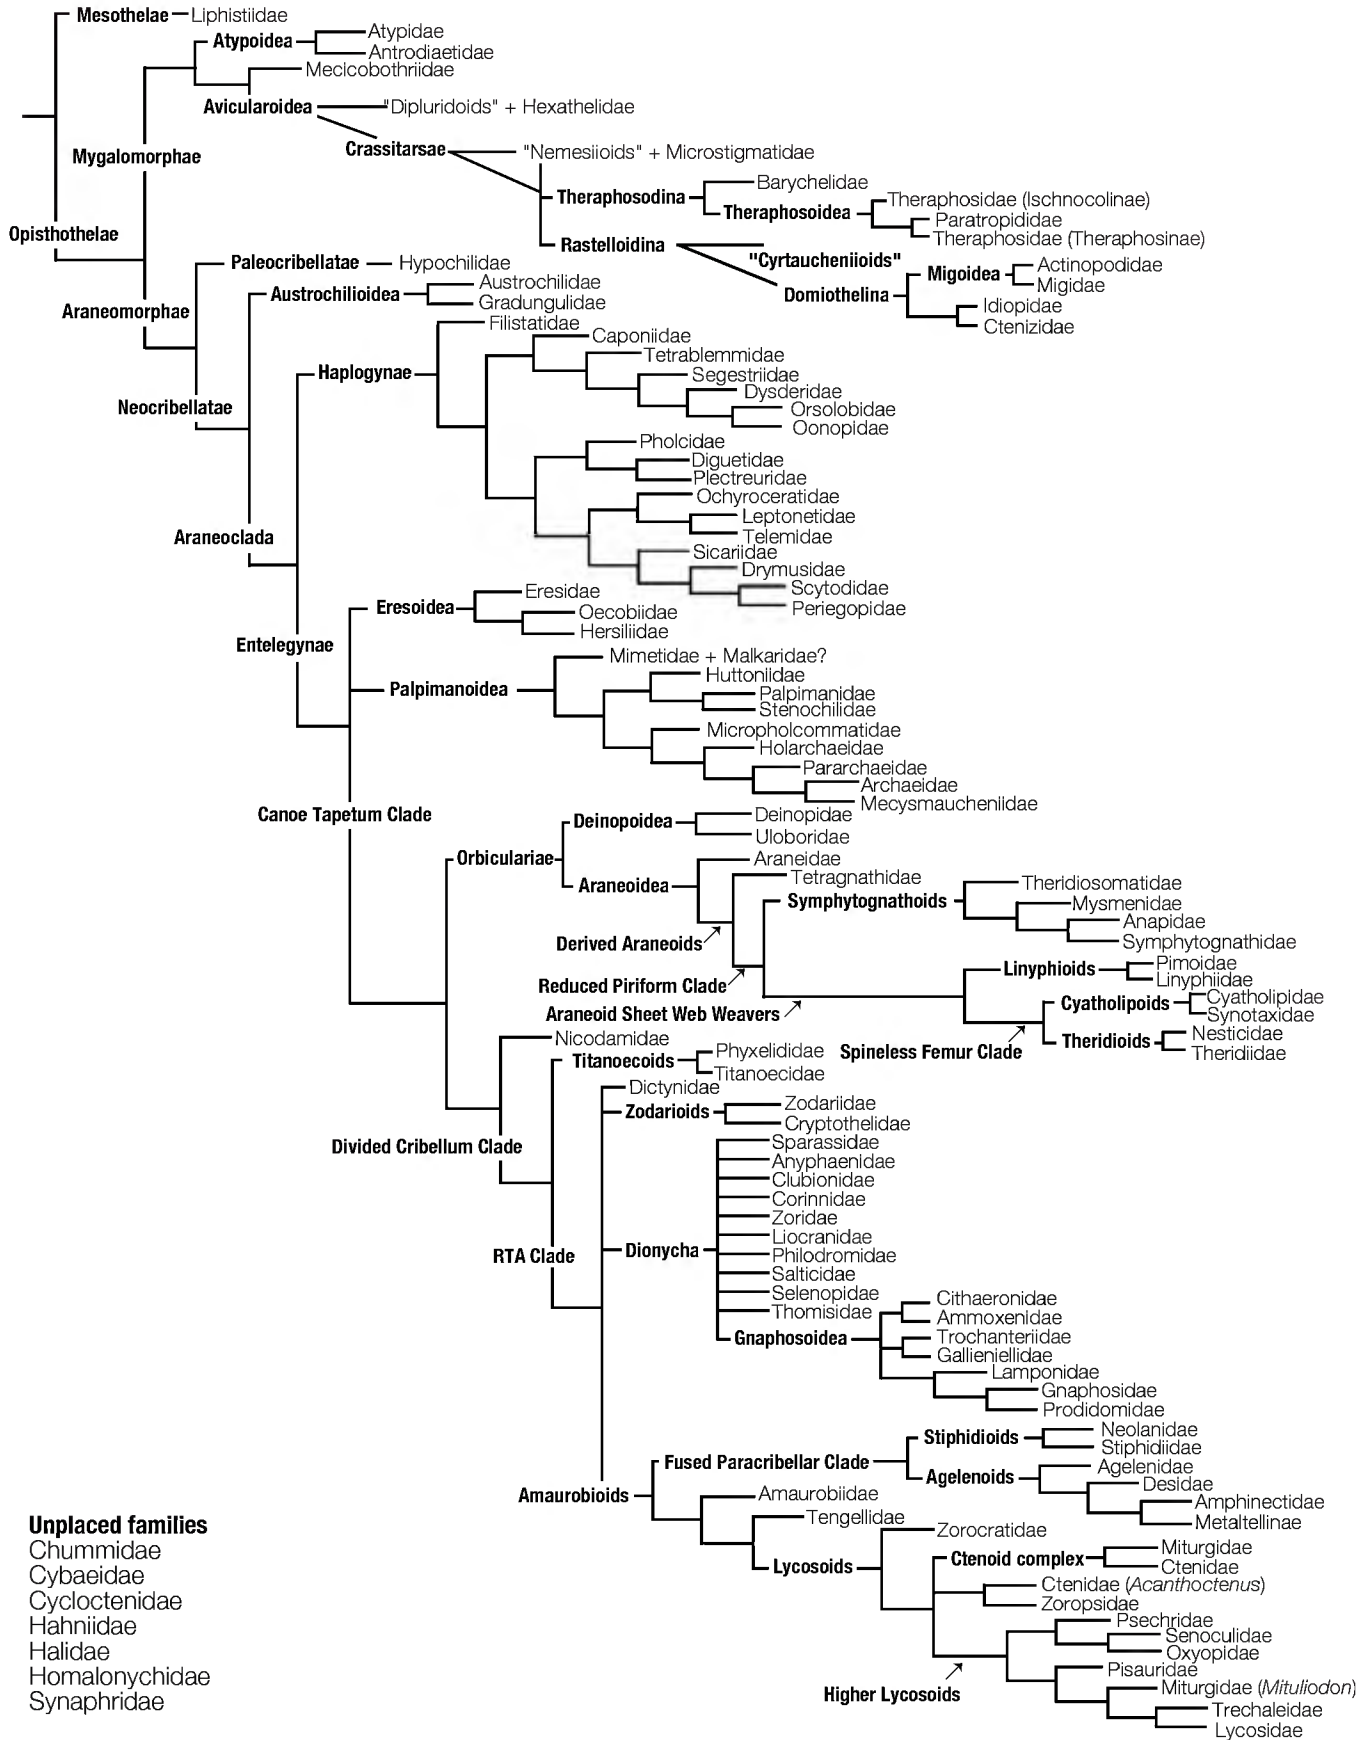 Mesothelae
Liphistiidae
Atypoidea
Atypidae
Antrodiaetidae
Mecicobothriidae
Avicularoidea
"Dipluridoids" + Hexathelidae
Mygalomorphae
Crassitarsae
"Nemesiioids" + Microstigmatidae
Theraphosodina
Barychelidae
Theraphosoidea
Theraphosidae (Ischnocolinae)
Paratropididae
Theraphosidae (Theraphosinae)
Opisthothelae
Rastelloidina
"Cyrtaucheniioids"
Domiothelina
Migoidea
Actinopodidae
Migidae
Idiopidae
Ctenizidae
Paleocribellatae
Hypochilidae
Araneomorphae
Austrochilioidea
Austrochilidae
Gradungulidae
Neocribellatae
Haplogynae
Filistatidae
Caponiidae
Tetrablemmidae
Segestriidae
Dysderidae
Orsolobidae
Oonopidae
Pholcidae
Diguetidae
Plectreuridae
Ochyroceratidae
Leptonetidae
Telemidae
Sicariidae
Drymusidae
Scytodidae
Periegopidae
Araneoclada
Eresoidea
Eresidae
Oecobiidae
Hersiliidae
Entelegynae
Palpimanoidea
Mimetidae + Malkaridae?
Huttoniidae
Palpimanidae
Stenochilidae
Micropholcommatidae
Holarchaeidae
Pararchaeidae
Archaeidae
Mecysmaucheniidae
Canoe Tapetum Clade
Orbiculariae
Deinopoidea
Deinopidae
Uloboridae
Araneoidea
Araneidae
Tetragnathidae
Symphytognathoids
Theridiosomatidae
Mysmenidae
Anapidae
Symphytognathidae
Derived Araneoids
Reduced Piriform Clade
Araneoid Sheet Web Weavers
Linyphioids
Pimoidae
Linyphiidae
Cyatholipoids
Cyatholipidae
Synotaxidae
Spineless Femur Clade
Theridioids
Nesticidae
Theridiidae
Nicodamidae
Titanoecoids
Phyxelididae
Titanoecidae
Dictynidae
Zodarioids
Zodariidae
Cryptothelidae
Divided Cribellum Clade
RTA Clade
Dionycha
Sparassidae
Anyphaenidae
Clubionidae
Corinnidae
Zoridae
Liocranidae
Philodromidae
Salticidae
Selenopidae
Thomisidae
Gnaphosoidea
Cithaeronidae
Ammoxenidae
Trochanteriidae
Gallieniellidae
Lamponidae
Gnaphosidae
Prodidomidae
Amaurobioids
Fused Paracribellar Clade
Stiphidioids
Neolanidae
Stiphidiidae
Agelenoids
Agelenidae
Desidae
Amphinectidae
Metaltellinae
Amaurobiidae
Tengellidae
Lycosoids
Zorocratidae
Ctenoid complex
Miturgidae
Ctenidae
Ctenidae (Acanthoctenus)
Zoropsidae
Higher Lycosoids
Psechridae
Senoculidae
Oxyopidae
Pisauridae
Miturgidae (Mituliodon)
Trechaleidae
Lycosidae
Unplaced families
Chummidae
Cybaeidae
Cycloctenidae
Hahniidae
Halidae
Homalonychidae
Synaphridae